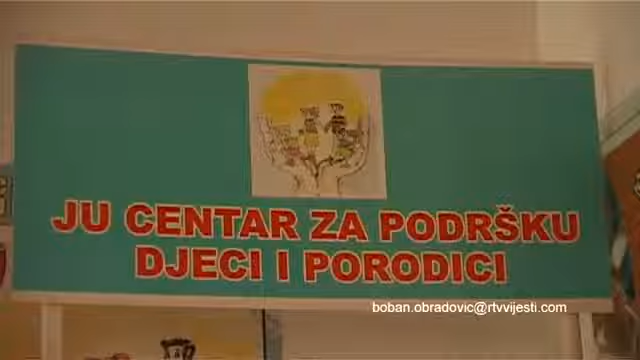 JU CENTAR ZA PODRŠKU
DJECI I PORODICI
boban.obradovic@rtvvijesti.com